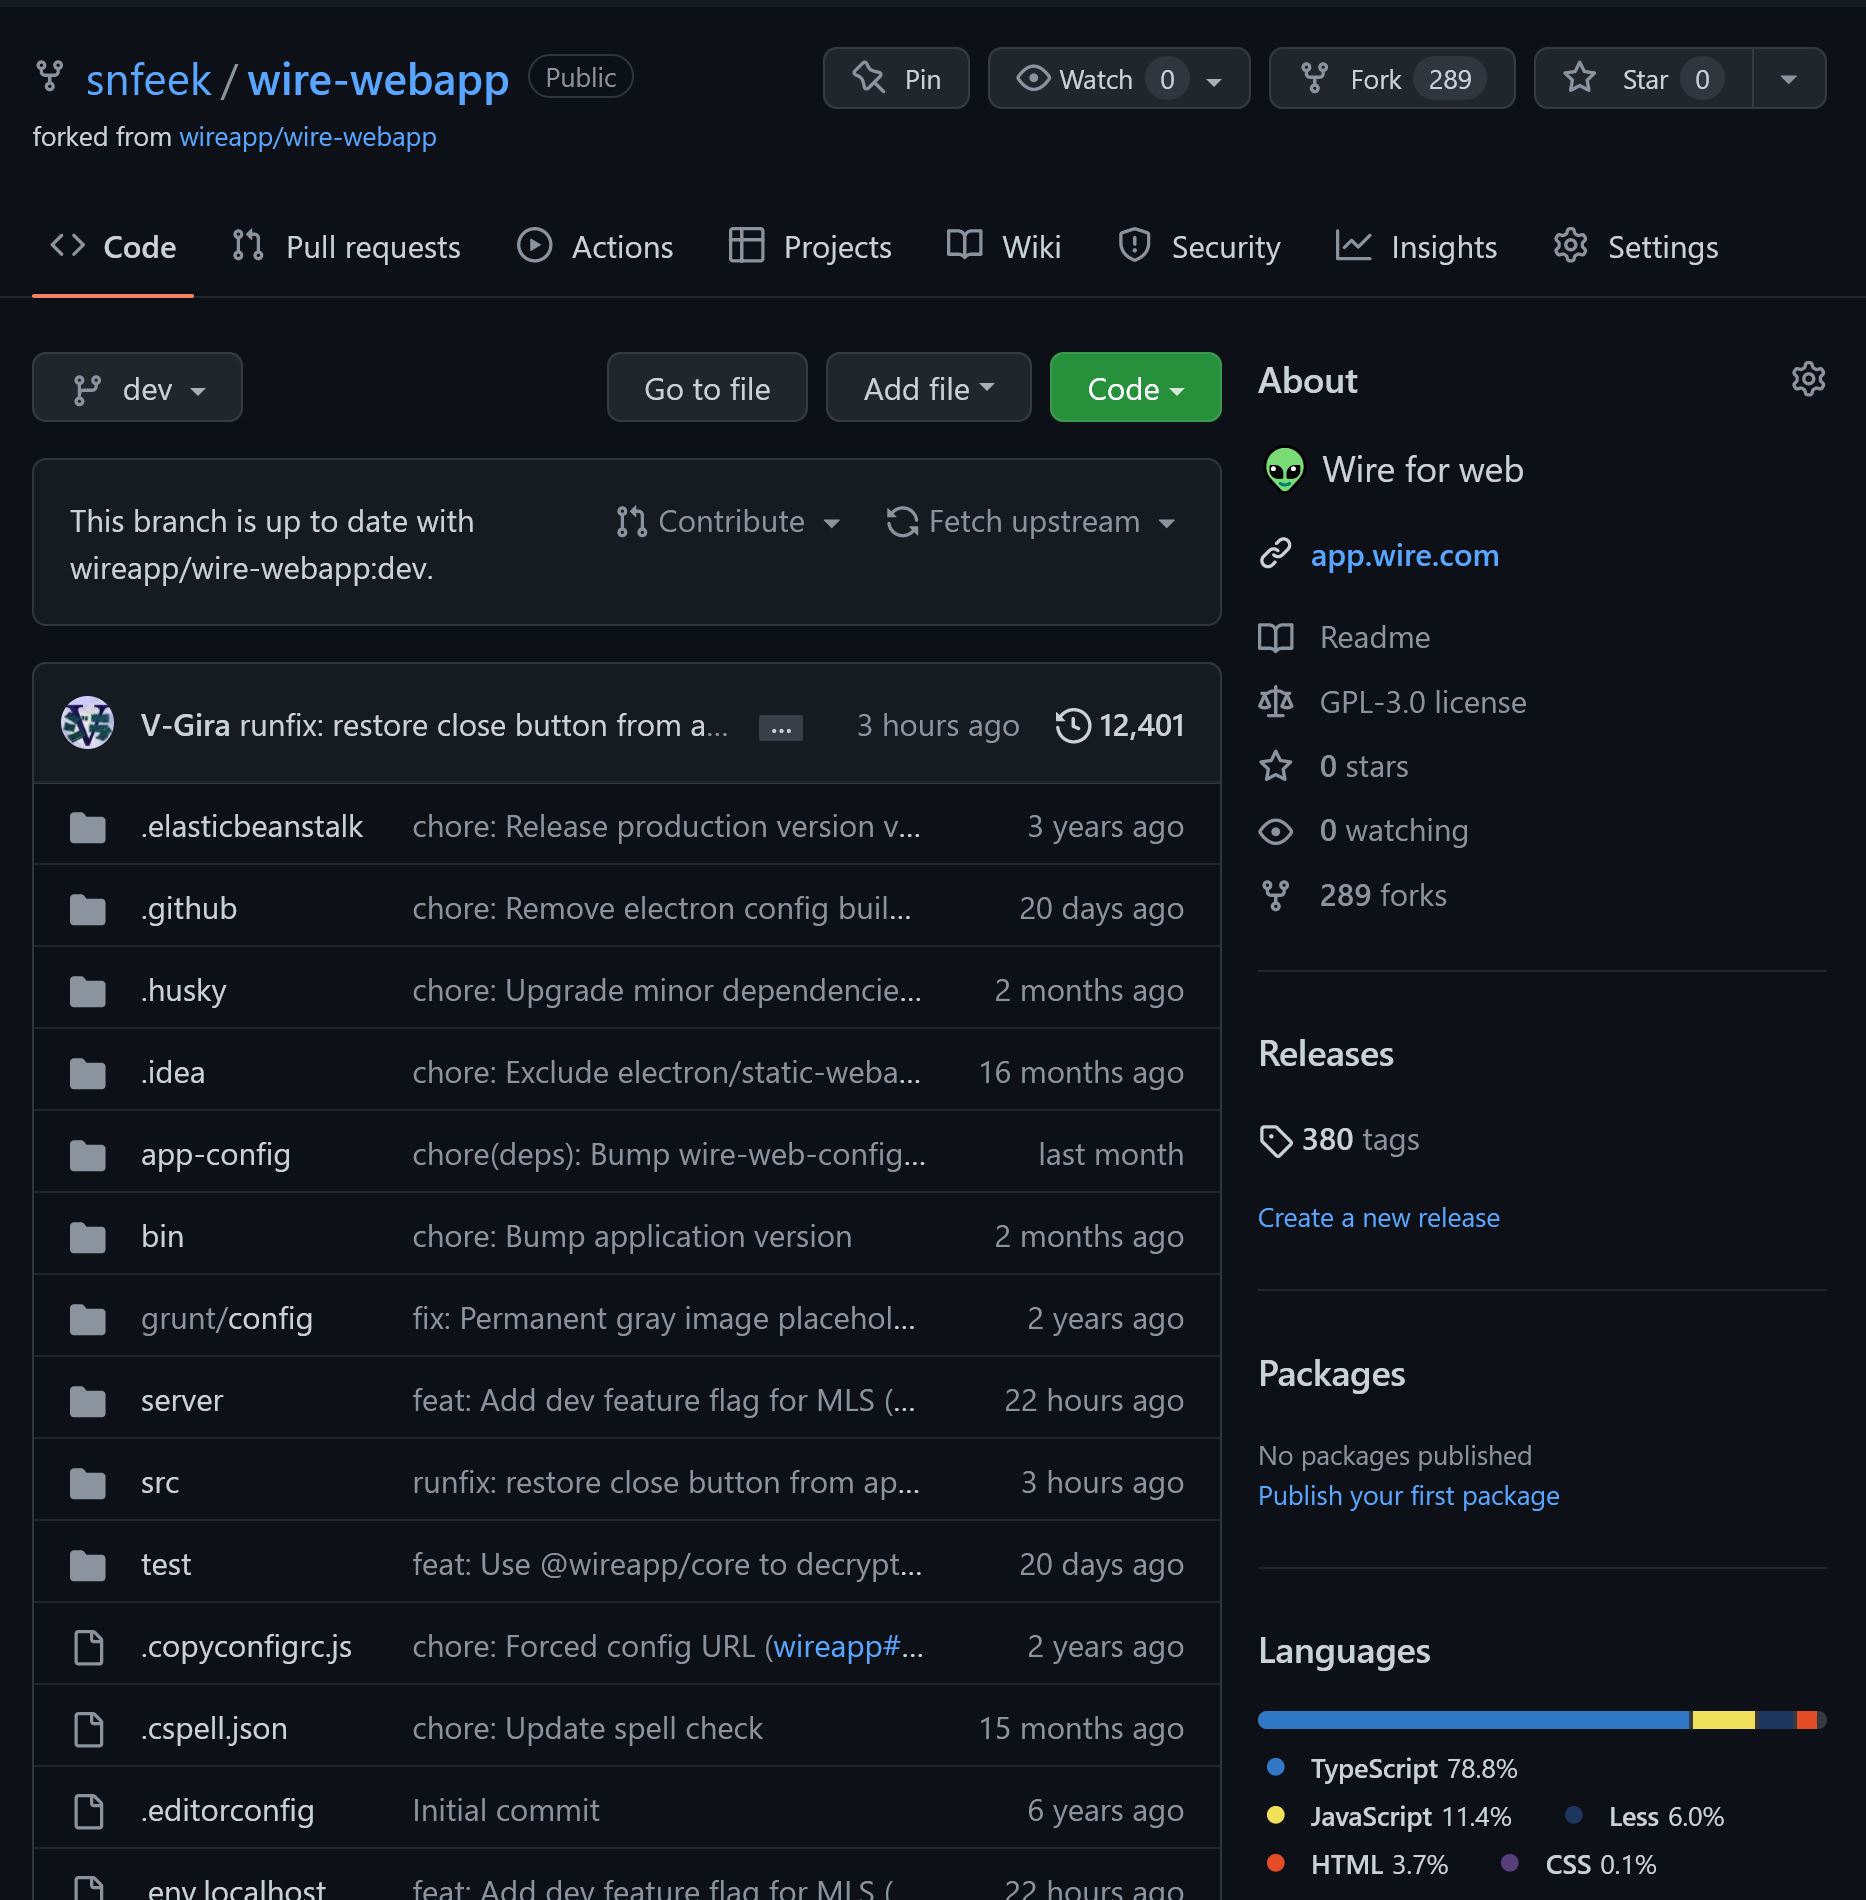 snfeek / wire-webapp Public
Pin
Watch 0
Fork 289
Star 0
forked from wireapp/wire-webapp
Code
Pull requests
Actions
Projects
Wiki
Security
Insights
Settings
dev
Go to file
Add file
Code
This branch is up to date with
wireapp/wire-webapp:dev.
Contribute
Fetch upstream
V-Gira runfix: restore close button from a... ... 3 hours ago 12,401
.elasticbeanstalk chore: Release production version v... 3 years ago
.github chore: Remove electron config buil... 20 days ago
.husky chore: Upgrade minor dependencie... 2 months ago
.idea chore: Exclude electron/static-weba... 16 months ago
app-config chore(deps): Bump wire-web-config... last month
bin chore: Bump application version 2 months ago
grunt/config fix: Permanent gray image placehol... 2 years ago
server feat: Add dev feature flag for MLS (... 22 hours ago
src runfix: restore close button from ap... 3 hours ago
test feat: Use @wireapp/core to decrypt... 20 days ago
.copyconfigrc.js chore: Forced config URL (wireapp#... 2 years ago
.cspell.json chore: Update spell check 15 months ago
.editorconfig Initial commit 6 years ago
.env.localhost feat: Add dev feature flag for MLS (... 22 hours ago
About
Wire for web
app.wire.com
Readme
GPL-3.0 license
0 stars
0 watching
289 forks
Releases
380 tags
Create a new release
Packages
No packages published
Publish your first package
Languages
TypeScript 78.8%
JavaScript 11.4% Less 6.0%
HTML 3.7% CSS 0.1%